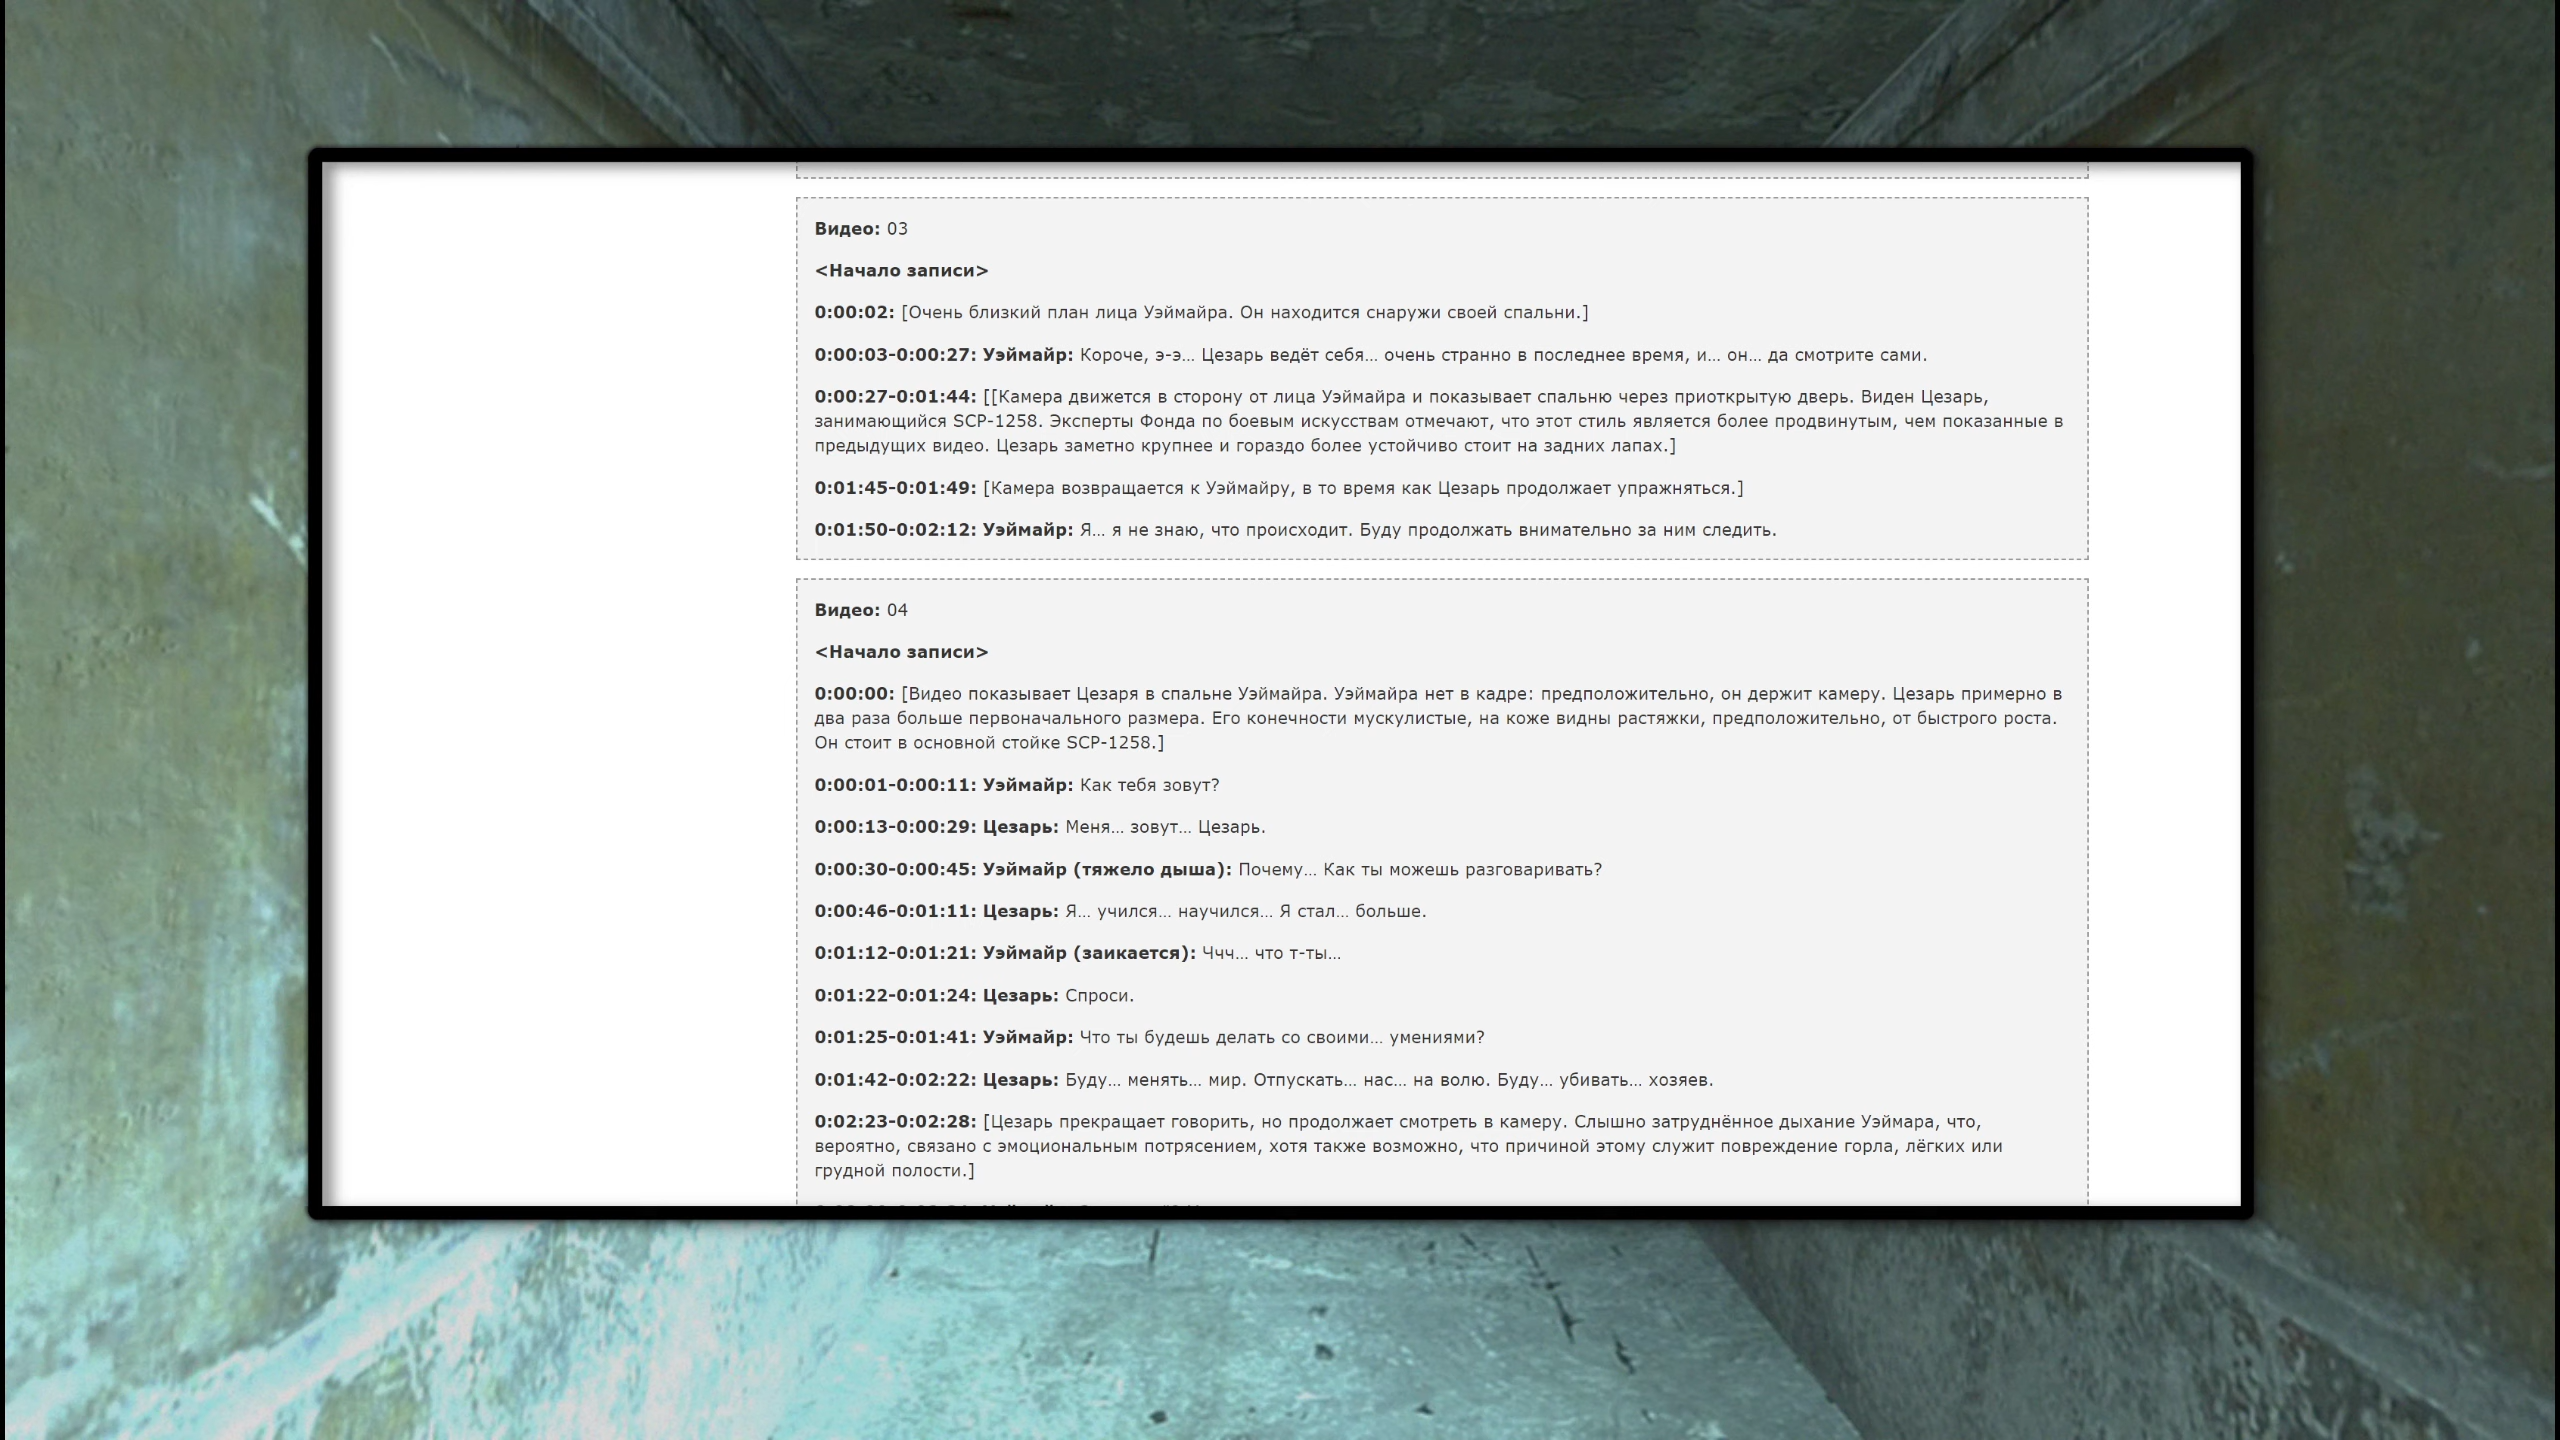 Видео: 03
<Начало записи>
0:00:02: [Очень близкий план лица Уэймайра. Он находится снаружи своей спальни.]
0:00:03-0:00:27: Уэймайр: Короче, э-э… Цезарь ведёт себя… очень странно в последнее время, и… он… да смотрите сами.
0:00:27-0:01:44: [[Камера движется в сторону от лица Уэймайра и показывает спальню через приоткрытую дверь. Виден Цезарь,
занимающийся SCP-1258. Эксперты Фонда по боевым искусствам отмечают, что этот стиль является более продвинутым, чем показанные в
предыдущих видео. Цезарь заметно крупнее и гораздо более устойчиво стоит на задних лапах.]
0:01:45-0:01:49: [Камера возвращается к Уэймайру, в то время как Цезарь продолжает упражняться.]
0:01:50-0:02:12: Уэймайр: Я… я не знаю, что происходит. Буду продолжать внимательно за ним следить.
Видео: 04
<Начало записи>
0:00:00: [Видео показывает Цезаря в спальне Уэймайра. Уэймайра нет в кадре: предположительно, он держит камеру. Цезарь примерно в
два раза больше первоначального размера. Его конечности мускулистые, на коже видны растяжки, предположительно, от быстрого роста.
Он стоит в основной стойке SCP-1258.]
0:00:01-0:00:11: Уэймайр: Как тебя зовут?
0:00:13-0:00:29: Цезарь: Меня… зовут… Цезарь.
0:00:30-0:00:45: Уэймайр (тяжело дыша): Почему… Как ты можешь разговаривать?
0:00:46-0:01:11: Цезарь: Я… учился… научился… Я стал… больше.
0:01:12-0:01:21: Уэймайр (заикается): Ччч… что т-ты…
0:01:22-0:01:24: Цезарь: Спроси.
0:01:25-0:01:41: Уэймайр: Что ты будешь делать со своими… умениями?
0:01:42-0:02:22: Цезарь: Буду… менять… мир. Отпускать… нас… на волю. Буду… убивать… хозяев.
0:02:23-0:02:28: [Цезарь прекращает говорить, но продолжает смотреть в камеру. Слышно затруднённое дыхание Уэймара, что,
вероятно, связано с эмоциональным потрясением, хотя также возможно, что причиной этому служит повреждение горла, лёгких или
грудной полости.]